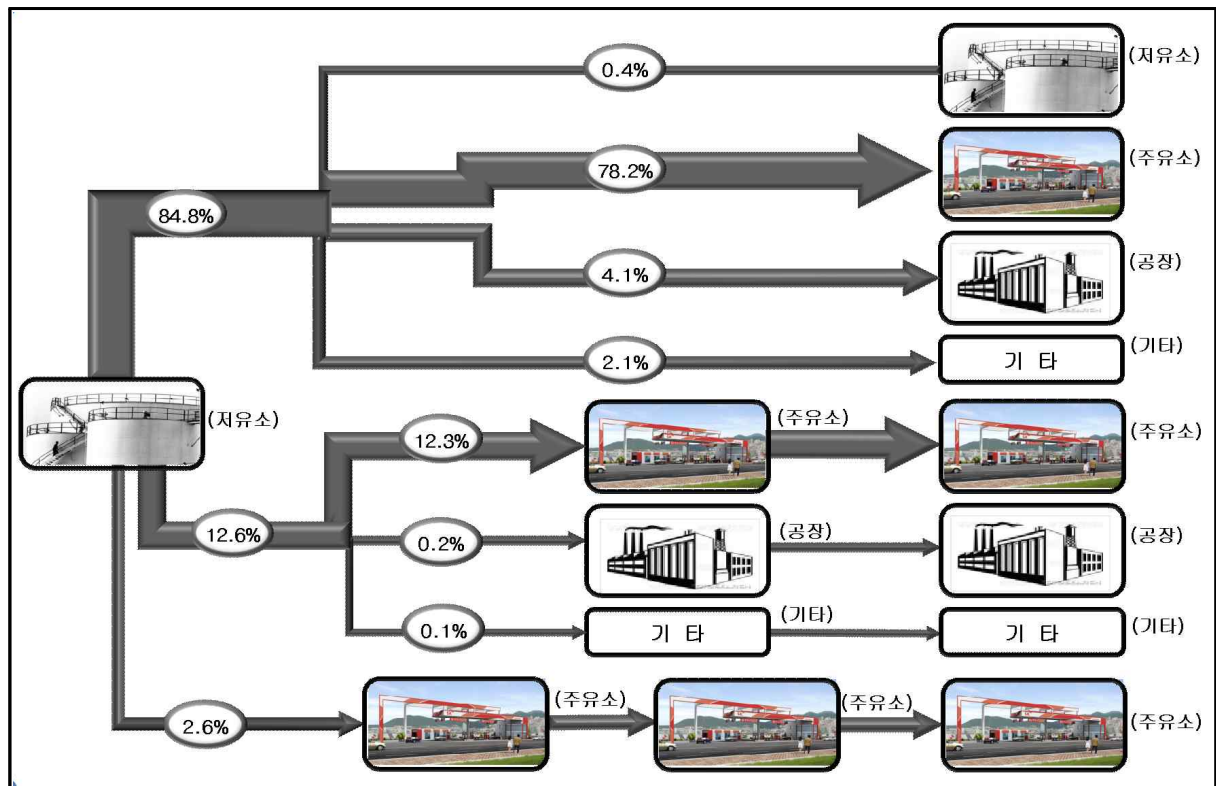 (저유소)
0.4%
(주유소)
78.2%
84.8%
(공장)
4.1%
(기타)
2.1%
기 타
(저유소)
12.3%
(주유소)
(주유소)
12.6%
0.2%
(공장)
(공장)
0.1%
기 타
(기타)
기 타
(기타)
2.6%
(주유소)
(주유소)
(주유소)